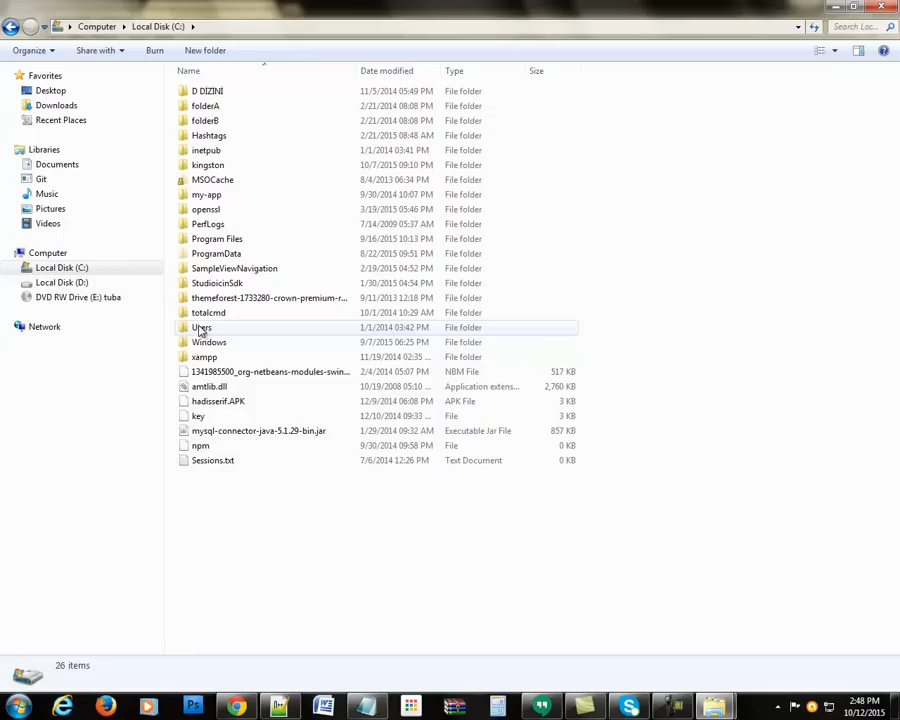 Computer Local Disk (C:)
Search Loc...
Organize Share with Burn New folder
Name Date modified Type Size
Favorites
Desktop
Downloads
Recent Places
Libraries
Documents
Git
Music
Pictures
Videos
Computer
Local Disk (C:)
Local Disk (D:)
DVD RW Drive (E:) tuba
Network
D DİZİNİ 11/5/2014 05:49 PM File folder
folderA 2/21/2014 08:08 PM File folder
folderB 2/21/2014 08:08 PM File folder
Hashtags 2/21/2015 08:48 AM File folder
inetpub 1/1/2014 03:41 PM File folder
kingston 10/7/2015 09:10 PM File folder
MSOCache 8/4/2013 06:34 PM File folder
my-app 9/30/2014 10:07 PM File folder
openssl 3/19/2015 05:46 PM File folder
PerfLogs 7/14/2009 05:37 AM File folder
Program Files 9/16/2015 10:13 PM File folder
ProgramData 8/22/2015 09:51 PM File folder
SampleViewNavigation 2/19/2015 04:52 PM File folder
StudioicinSdk 1/30/2015 04:54 PM File folder
themeforest-1733280-crown-premium-r... 9/11/2013 12:18 PM File folder
totalcmd 10/1/2014 10:29 AM File folder
Users 1/1/2014 03:42 PM File folder
Windows 9/7/2015 06:25 PM File folder
xampp 11/19/2014 02:35 ... File folder
1341985500_org-netbeans-modules-swin... 2/4/2014 05:07 PM NBM File 517 KB
amtlib.dll 10/19/2008 05:10 ... Application extens... 2,760 KB
hadisserif.APK 12/9/2014 06:08 PM APK File 3 KB
key 12/10/2014 09:33 ... File 3 KB
mysql-connector-java-5.1.29-bin.jar 1/29/2014 09:32 AM Executable Jar File 857 KB
npm 9/30/2014 09:58 PM File 0 KB
Sessions.txt 7/6/2014 12:26 PM Text Document 0 KB
26 items
2:48 PM
10/12/2015